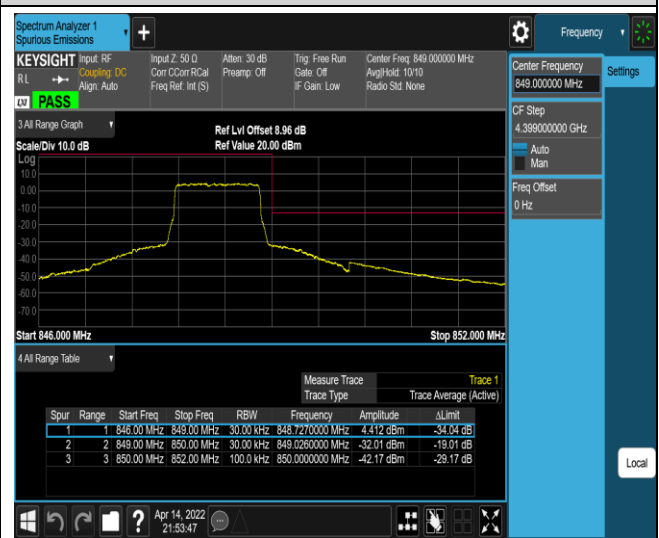 Spectrum Analyzer 1
Spurious Emissions
Frequency
KEYSIGHT Input: RF Input Z: 50 Ω Atten: 30 dB Trig: Free Run Center Freq: 849.000000 MHz
RL Coupling: DC Corr CCorr RCal Preamp: Off Gate: Off Avg|Hold: 10/10
Align: Auto Freq Ref: Int (S) IF Gain: Low Radio Std: None
PASS
Center Frequency
849.000000 MHz
Settings
CF Step
4.399000000 GHz
Auto
Man
Freq Offset
0 Hz
3 All Range Graph
Ref Lvl Offset 8.96 dB
Scale/Div 10.0 dB Ref Value 20.00 dBm
Log
10.0
0.00
-10.0
-20.0
-30.0
-40.0
-50.0
-60.0
-70.0
Start 846.000 MHz Stop 852.000 MHz
4 All Range Table
Measure Trace Trace 1
Trace Type Trace Average (Active)
Spur Range Start Freq Stop Freq RBW Frequency Amplitude ΔLimit
1 1 846.00 MHz 849.00 MHz 30.00 kHz 848.7270000 MHz 4.412 dBm -34.04 dB
2 2 849.00 MHz 850.00 MHz 30.00 kHz 849.0260000 MHz -32.01 dBm -19.01 dB
3 3 850.00 MHz 852.00 MHz 100.0 kHz 850.0000000 MHz -42.17 dBm -29.17 dB
Local
Apr 14, 2022
21:53:47